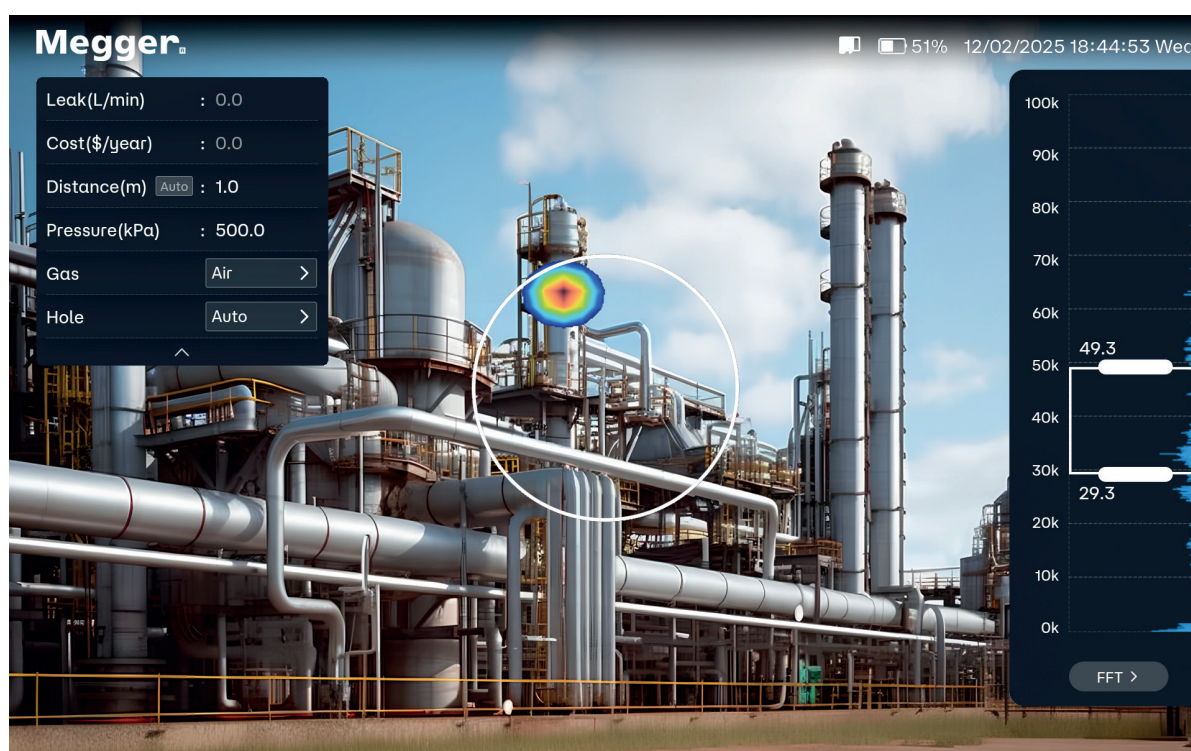 Megger
51% 12/02/2025 18:44:53 Wed
Leak(L/min) : 0.0
Cost($/year) : 0.0
Distance(m) Auto : 1.0
Pressure(kPa) : 500.0
Gas Air >
Hole Auto >
100k
90k
80k
70k
60k
49.3
50k
40k
30k
29.3
20k
10k
0k
FFT >